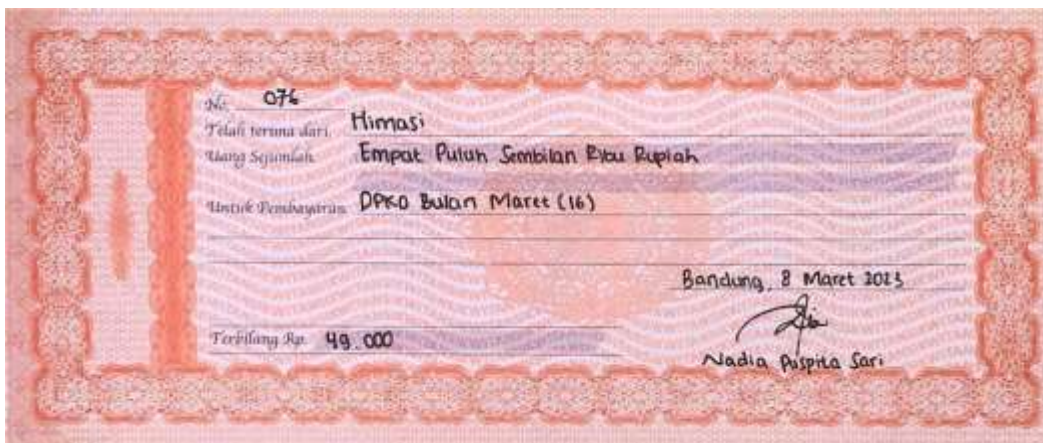 No. 076
Telah terima dari Himasi
Uang Sejumlah Empat Puluh Sembilan Ribu Rupiah
Untuk Pembayaran DPKO Bulan Maret (16)
Bandung, 8 Maret 2023
Terbilang Rp. 49.000
Nadia Puspita Sari